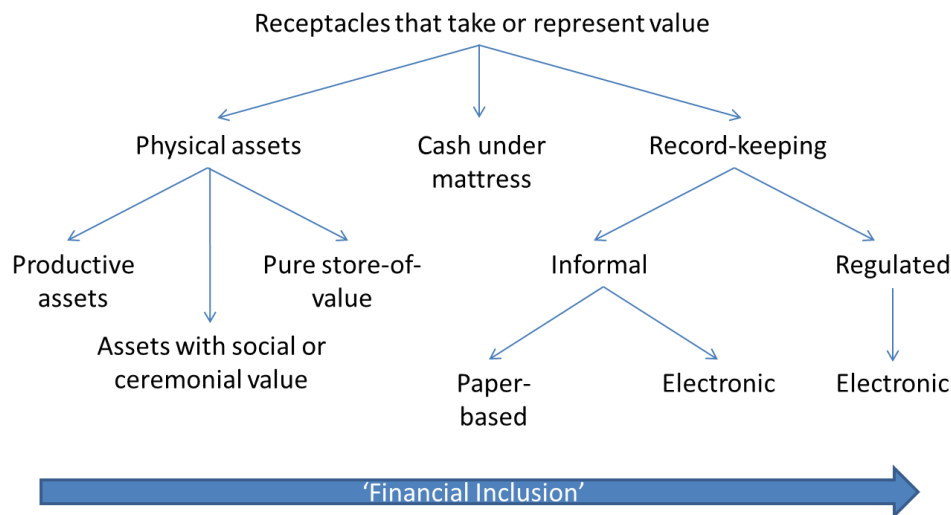 Receptacles that take or represent value
Physical assets
Cash under
mattress
Record-keeping
Productive
assets
Pure store-of-
value
Informal
Regulated
Assets with social or
ceremonial value
Paper-
based
Electronic
Electronic
‘Financial Inclusion’